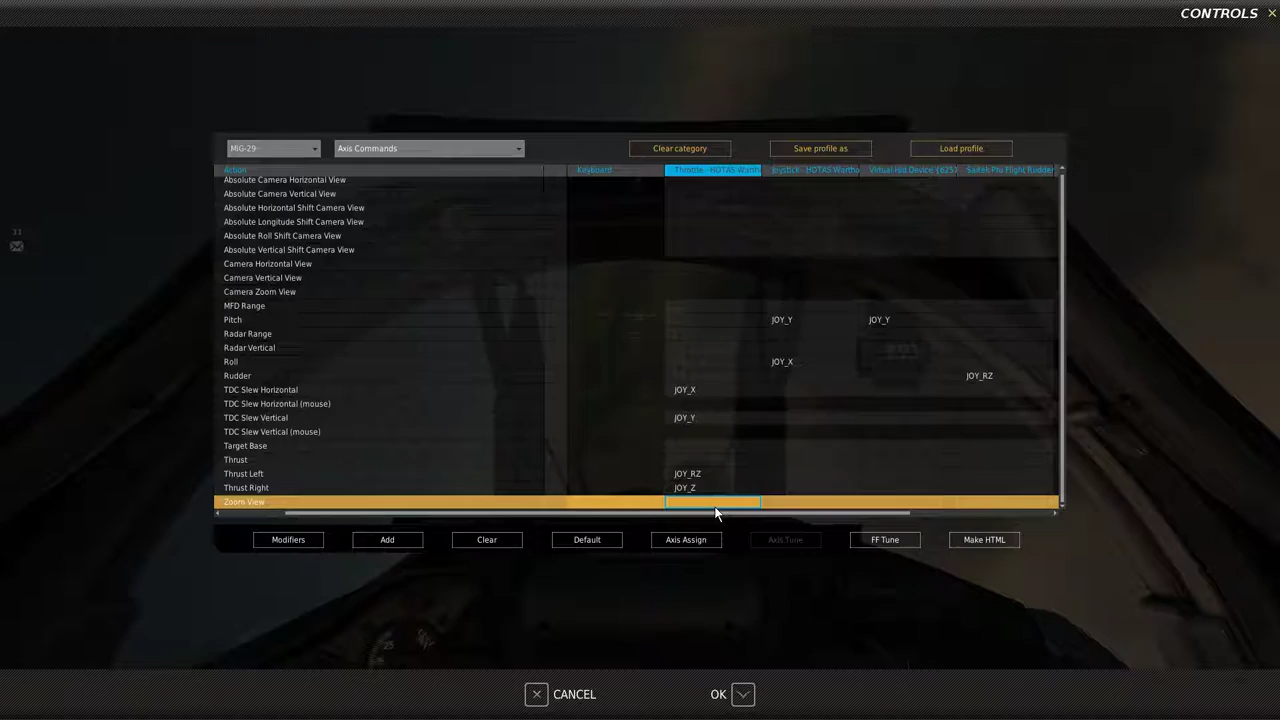 CONTROLS ×
MiG-29 Axis Commands Clear category Save profile as Load profile
Action Keyboard Throttle - HOTAS Warth Joystick - HOTAS Wartho Virtual Hid Device {625 Saitek Pro Flight Rudder
Absolute Camera Horizontal View
Absolute Camera Vertical View
Absolute Horizontal Shift Camera View
Absolute Longitude Shift Camera View
Absolute Roll Shift Camera View
Absolute Vertical Shift Camera View
Camera Horizontal View
Camera Vertical View
Camera Zoom View
MFD Range
Pitch JOY_Y JOY_Y
Radar Range
Radar Vertical
Roll JOY_X
Rudder JOY_RZ
TDC Slew Horizontal JOY_X
TDC Slew Horizontal (mouse)
TDC Slew Vertical JOY_Y
TDC Slew Vertical (mouse)
Target Base
Thrust
Thrust Left JOY_RZ
Thrust Right JOY_Z
Zoom View
Modifiers Add Clear Default Axis Assign Axis Tune FF Tune Make HTML
25
CANCEL OK